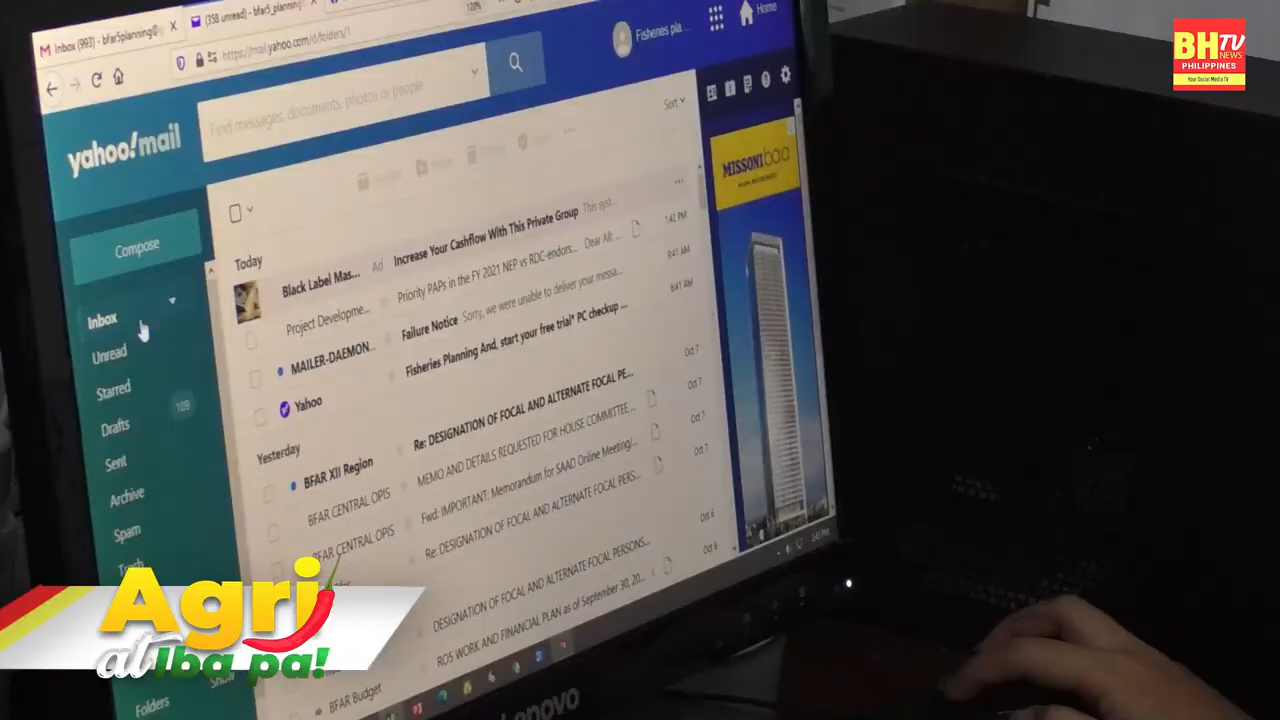 Inbox (993) - bfar5planning@
(358 unread) - bfar5_planning
120%
https://mail.yahoo.com/d/folders/1
Home
Fisheries pla...
BHTV
NEWS
PHILIPPINES
Your Social Media TV
yahoo!mail
Find messages, documents, photos or people
Sort
Compose
Inbox
Unread
Starred
Drafts
109
Sent
Archive
Spam
Trash
Folders
Today
Black Label Mas...
Ad
Increase Your Cashflow With This Private Group This syst...
Project Developme...
Priority PAPs in the FY 2021 NEP vs RDC-endors... Dear All: ...
1:42 PM
MAILER-DAEMON...
Failure Notice Sorry, we were unable to deliver your messa...
9:41 AM
Yahoo
Fisheries Planning And, start your free trial* PC checkup ...
6:41 AM
Yesterday
BFAR XII Region
Re: DESIGNATION OF FOCAL AND ALTERNATE FOCAL PE...
Oct 7
BFAR CENTRAL OPIS
MEMO AND DETAILS REQUESTED FOR HOUSE COMMITTEE...
Oct 7
BFAR CENTRAL OPIS
Fwd: IMPORTANT: Memorandum for SAAD Online Meeting/...
Oct 7
Re: DESIGNATION OF FOCAL AND ALTERNATE FOCAL PERS...
Oct 7
DESIGNATION OF FOCAL AND ALTERNATE FOCAL PERSONS...
Oct 6
BFAR Budget
RO5 WORK AND FINANCIAL PLAN as of September 30, 20...
Oct 6
MISSONI baia
Lenovo
Agri
at Iba pa!